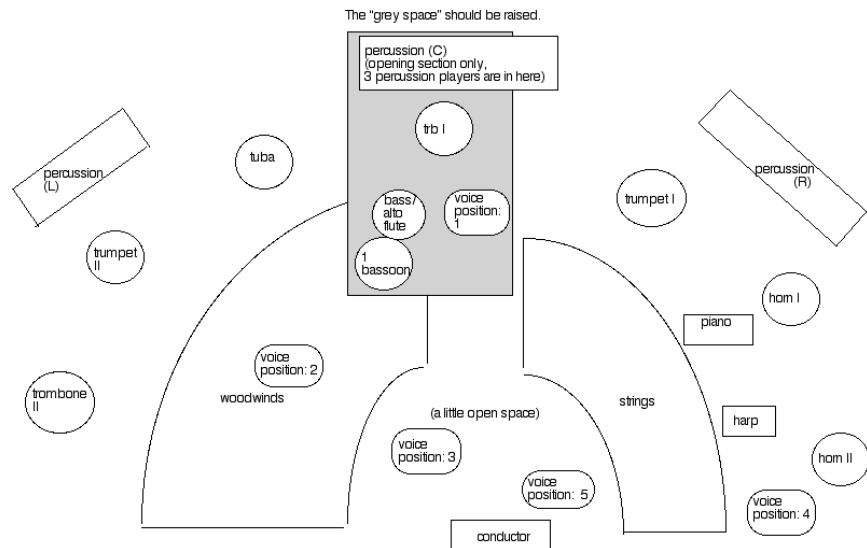 The "grey space" should be raised.
percussion (C)
(opening section only,
3 percussion players are in here)
trb I
tuba
percussion
(L)
percussion
(R)
bass/
alto
flute
voice
position:
1
trumpet I
trumpet
II
1
bassoon
horn I
piano
voice
position: 2
woodwinds
trombone
II
strings
(a little open space)
harp
voice
position: 3
horn II
voice
position: 5
voice
position: 4
conductor